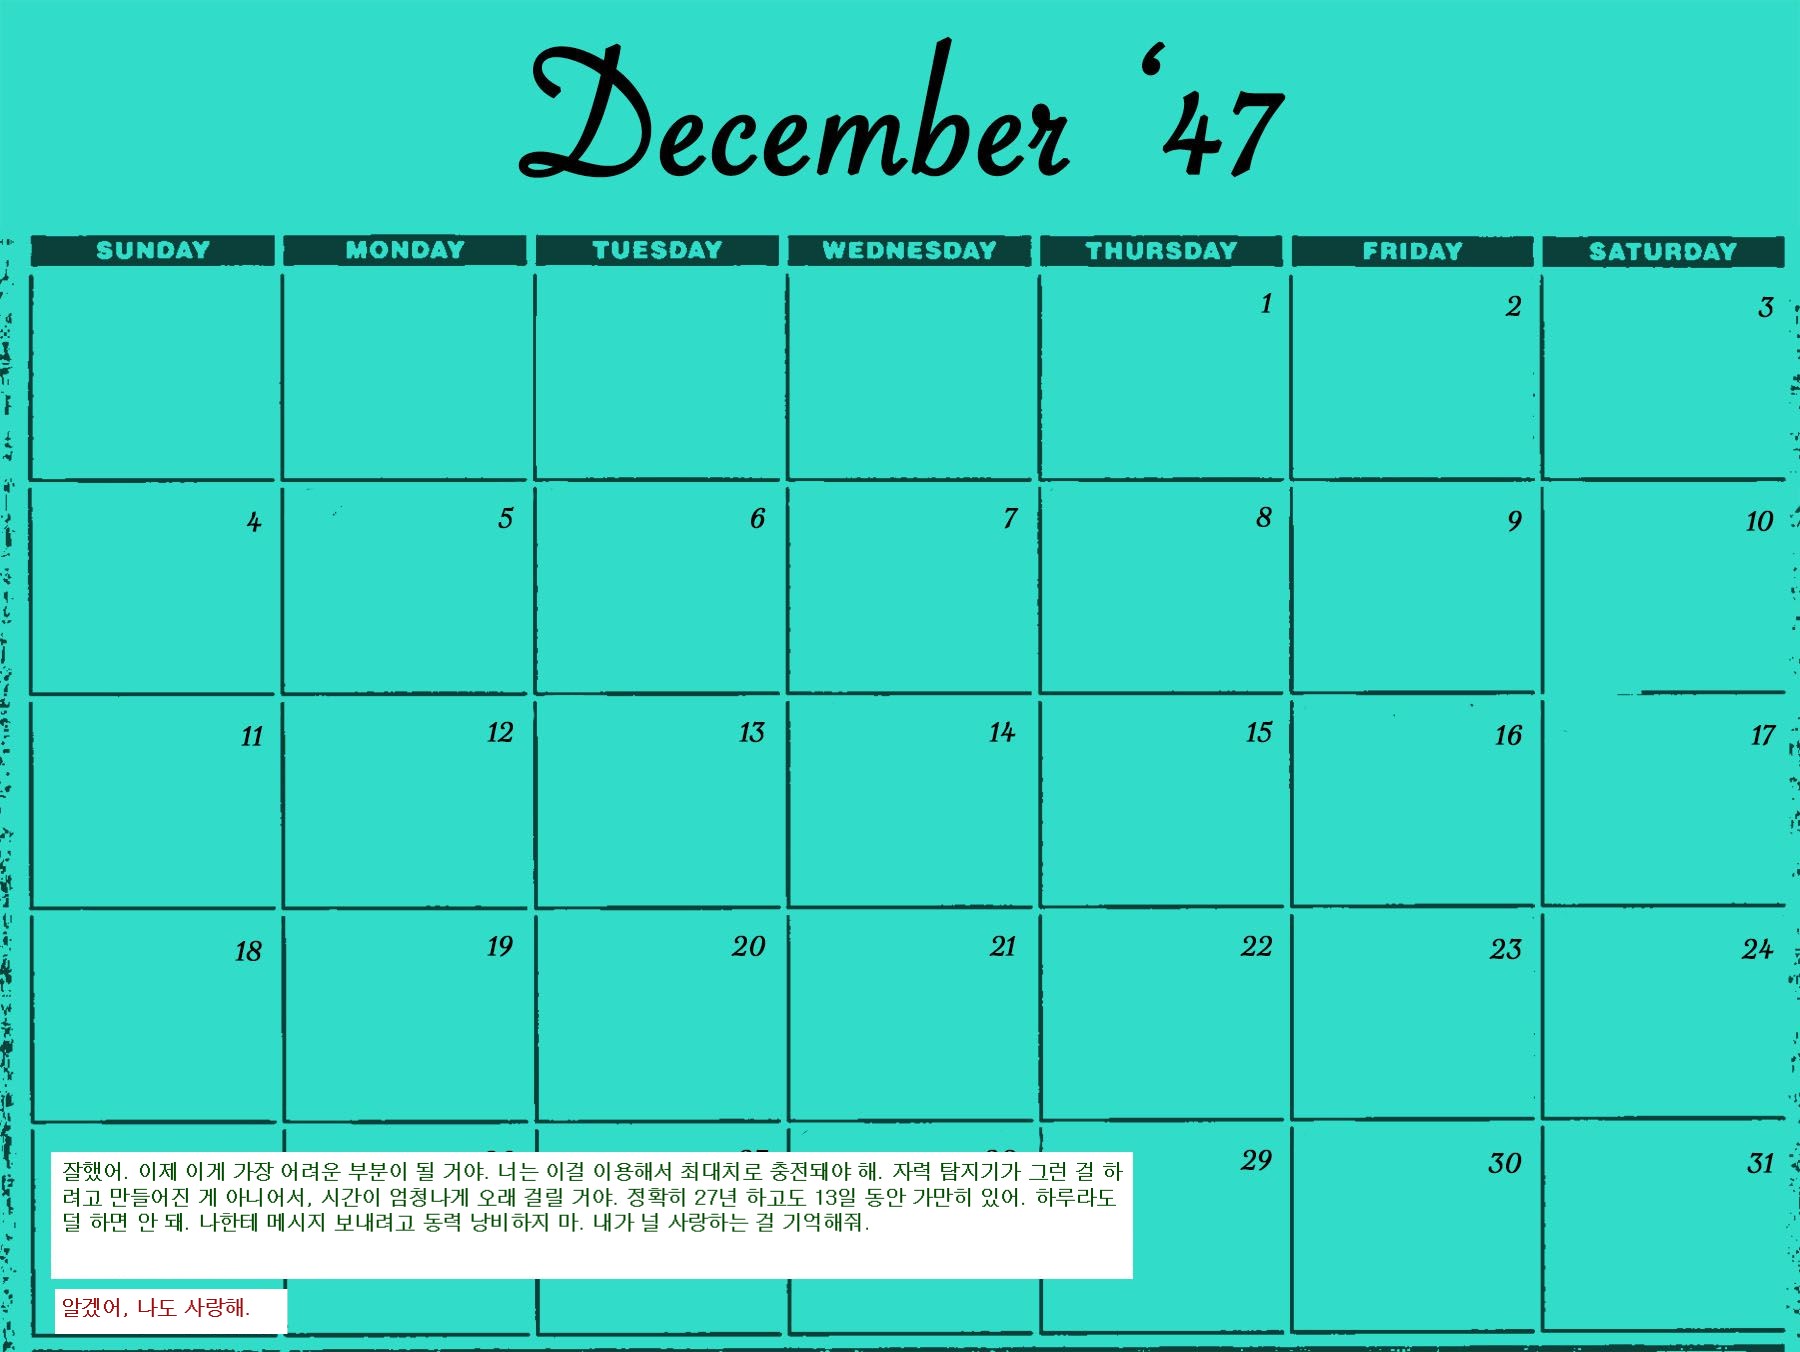 December ‘47
SUNDAY MONDAY TUESDAY WEDNESDAY THURSDAY FRIDAY SATURDAY
1 2 3
4 5 6 7 8 9 10
11 12 13 14 15 16 17
18 19 20 21 22 23 24
29 30 31
잘했어. 이제 이게 가장 어려운 부분이 될 거야. 너는 이걸 이용해서 최대치로 충전돼야 해. 자력 탐지기가 그런 걸 하
려고 만들어진 게 아니어서, 시간이 엄청나게 오래 걸릴 거야. 정확히 27년 하고도 13일 동안 가만히 있어. 하루라도
덜 하면 안 돼. 나한테 메시지 보내려고 동력 낭비하지 마. 내가 널 사랑하는 걸 기억해줘.
알겠어, 나도 사랑해.